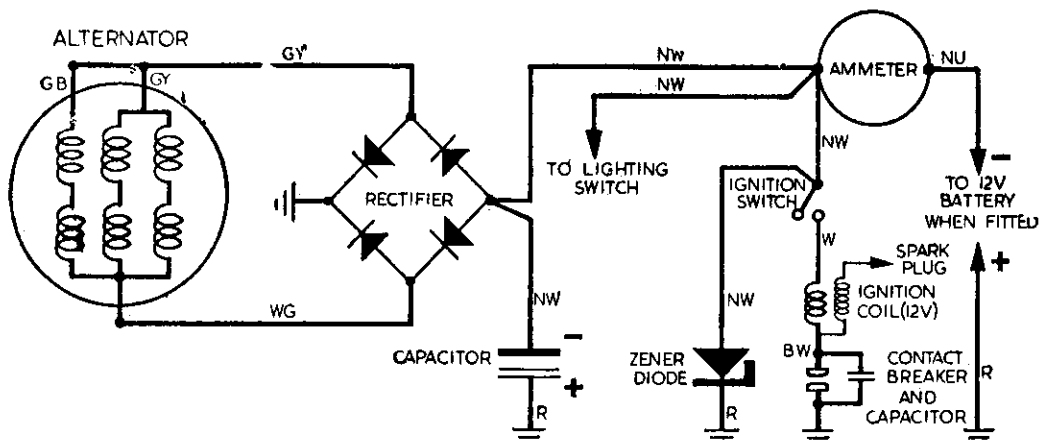 ALTERNATOR
GB
GY
GY
NW
NW
AMMETER
NU
NW
TO LIGHTING
SWITCH
IGNITION
SWITCH
–
TO 12V
BATTERY
WHEN FITTED
+
RECTIFIER
W
SPARK
PLUG
IGNITION
COIL (12V)
WG
NW
NW
CAPACITOR
–
+
ZENER
DIODE
BW
CONTACT
BREAKER
AND
CAPACITOR
R
R
R